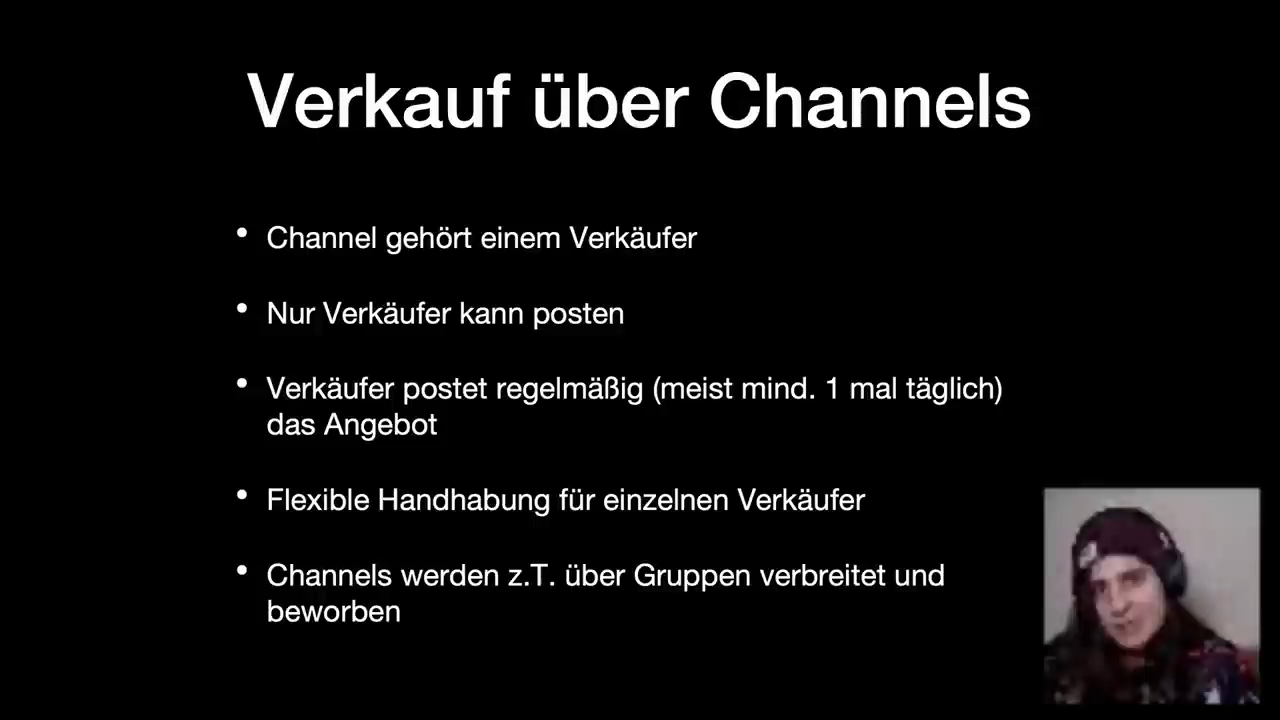 Verkauf über Channels
• Channel gehört einem Verkäufer
• Nur Verkäufer kann posten
• Verkäufer postet regelmäßig (meist mind. 1 mal täglich)
das Angebot
• Flexible Handhabung für einzelnen Verkäufer
• Channels werden z.T. über Gruppen verbreitet und
beworben